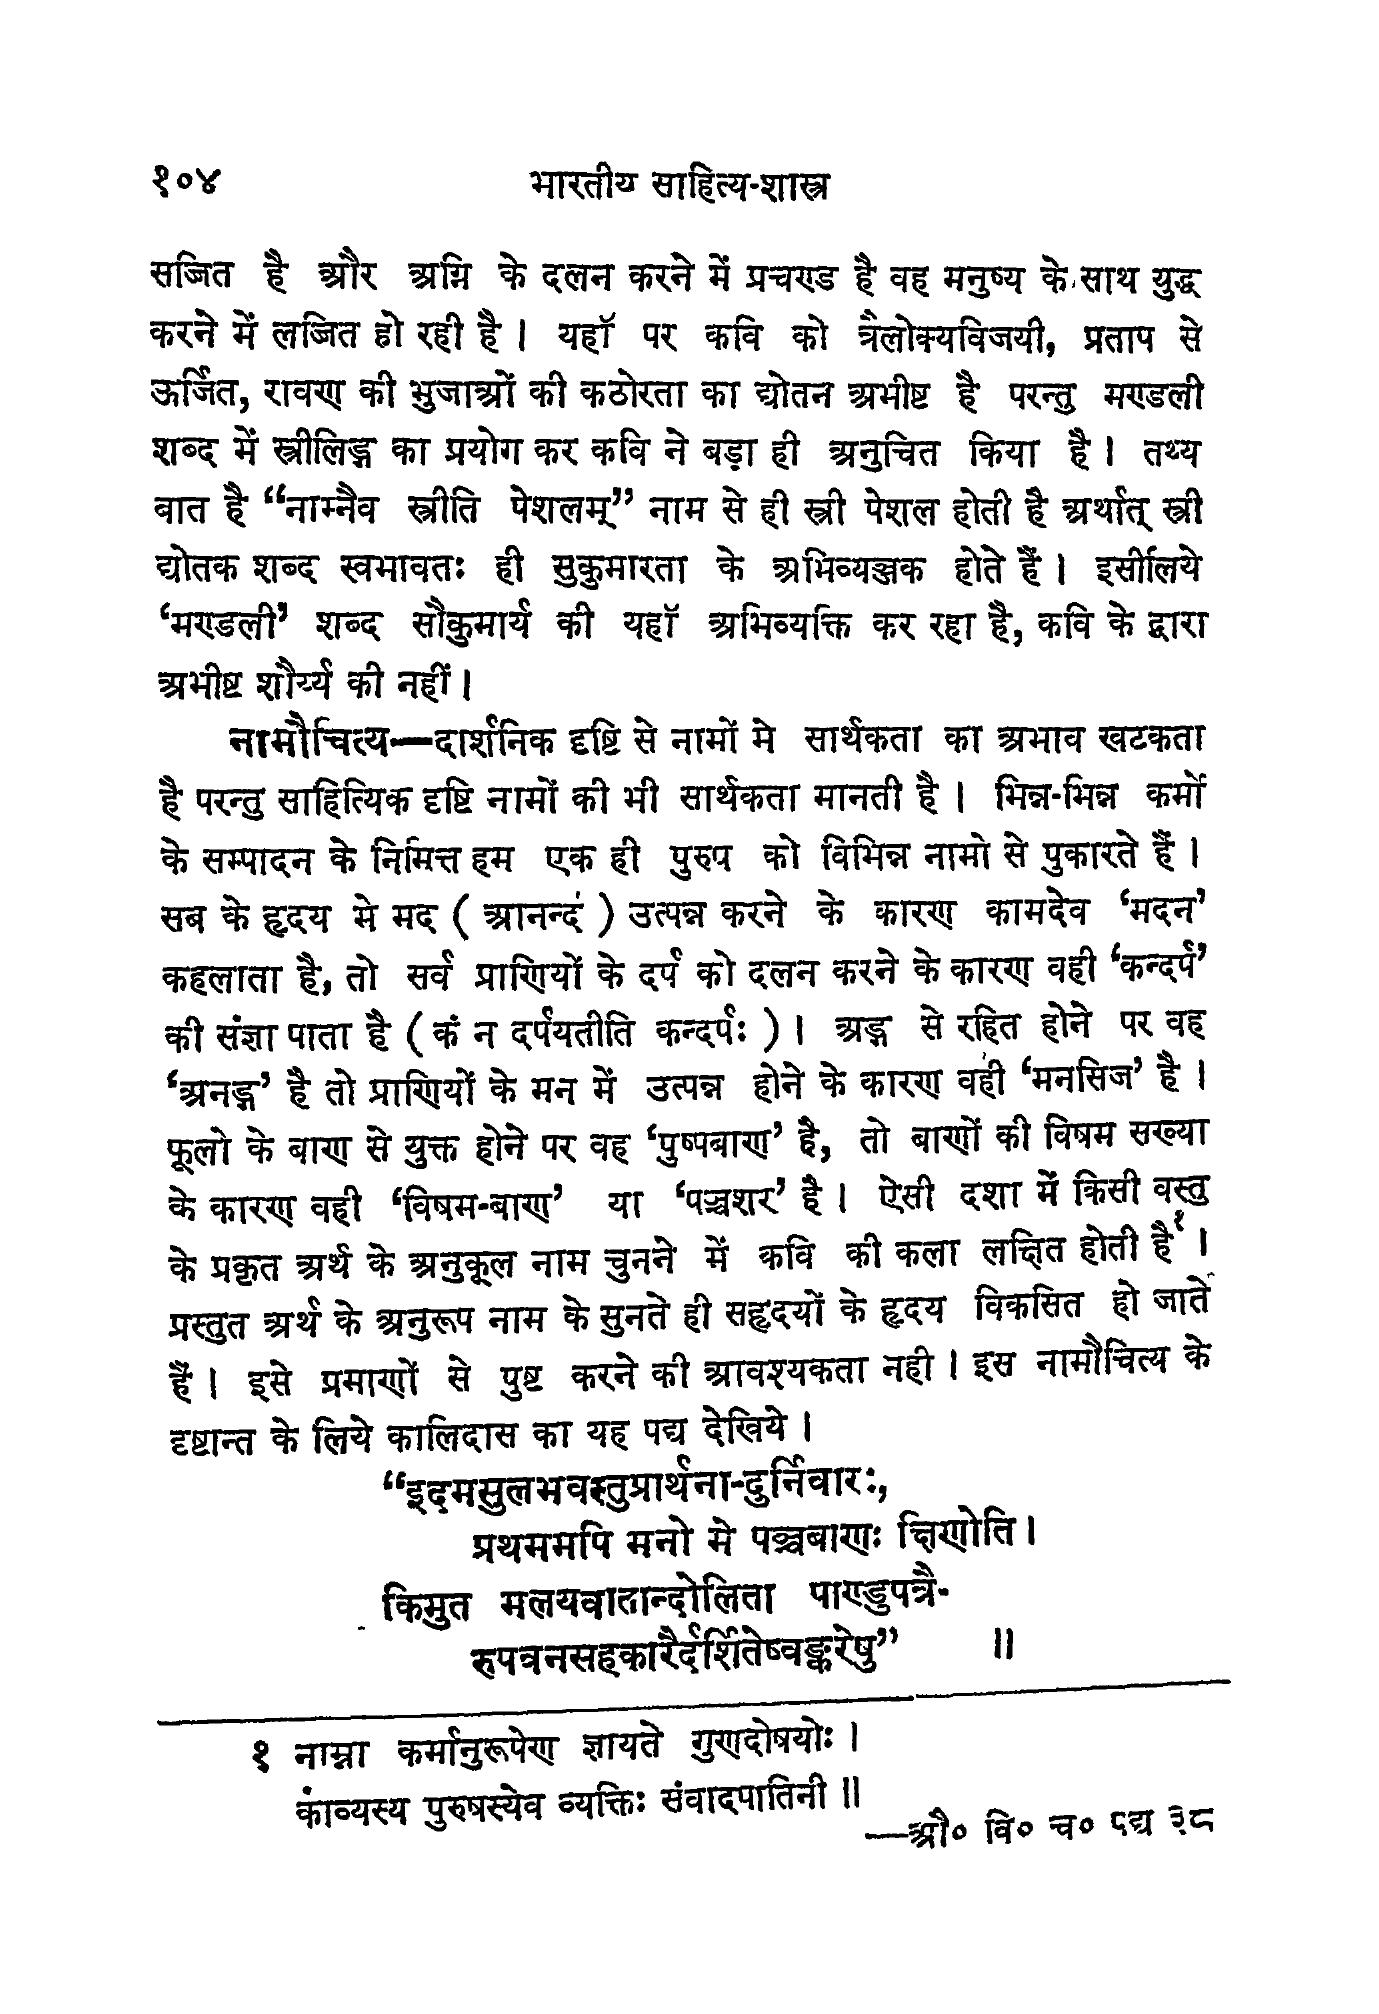 १०४ भारतीय साहित्य-शास्त्र
सज्जित है और अग्नि के दलन करने में प्रचण्ड है वह मनुष्य के साथ युद्ध
करने में लज्जित हो रही है । यहाँ पर कवि को त्रैलोक्यविजयी, प्रताप से
ऊर्जित, रावण की भुजाओं की कठोरता का द्योतन अभीष्ट है परन्तु मण्डली
शब्द में स्त्रीलिङ्ग का प्रयोग कर कवि ने बड़ा ही अनुचित किया है । तथ्य
बात है “नाम्नैव स्त्रीति पेशलम्” नाम से ही स्त्री पेशल होती है अर्थात् स्त्री
द्योतक शब्द स्वभावतः ही सुकुमारता के अभिव्यञ्जक होते हैं । इसीलिये
‘मण्डली’ शब्द सौकुमार्य की यहाँ अभिव्यक्ति कर रहा है, कवि के द्वारा
अभीष्ट शौर्य्य की नहीं ।
नामौचित्य—दार्शनिक दृष्टि से नामों मे सार्थकता का अभाव खटकता
है परन्तु साहित्यिक दृष्टि नामों की भी सार्थकता मानती है । भिन्न-भिन्न कर्मों
के सम्पादन के निमित्त हम एक ही पुरुष को विभिन्न नामो से पुकारते हैं ।
सब के हृदय मे मद ( आनन्द ) उत्पन्न करने के कारण कामदेव ‘मदन’
कहलाता है, तो सर्व प्राणियों के दर्प को दलन करने के कारण वही ‘कन्दर्प’
की संज्ञा पाता है ( कं न दर्पयतीति कन्दर्पः ) । अङ्ग से रहित होने पर वह
‘अनङ्ग’ है तो प्राणियों के मन में उत्पन्न होने के कारण वही ‘मनसिज’ है ।
फूलो के बाण से युक्त होने पर वह ‘पुष्पबाण’ है, तो बाणों की विषम सख्या
के कारण वही ‘विषम-बाण’ या ‘पञ्चशर’ है । ऐसी दशा में किसी वस्तु
के प्रकृत अर्थ के अनुकूल नाम चुनने में कवि की कला लक्षित होती है१ ।
प्रस्तुत अर्थ के अनुरूप नाम के सुनते ही सहृदयों के हृदय विकसित हो जाते
हैं । इसे प्रमाणों से पुष्ट करने की आवश्यकता नही । इस नामौचित्य के
दृष्टान्त के लिये कालिदास का यह पद्य देखिये ।
“इदमसुलभवस्तुप्रार्थना-दुर्निवारः,
प्रथममपि मनो मे पञ्चबाणः क्षिणोति ।
किमुत मलयवातान्दोलिता पाण्डुपत्रै-
रुपवनसहकारैर्दर्शितेष्वङ्करेषु” ॥
१ नाम्ना कर्मानुरूपेण ज्ञायते गुणदोषयोः ।
काव्यस्य पुरुषस्येव व्यक्तिः संवादपातिनी ॥
—औ० वि० च० पद्य ३८